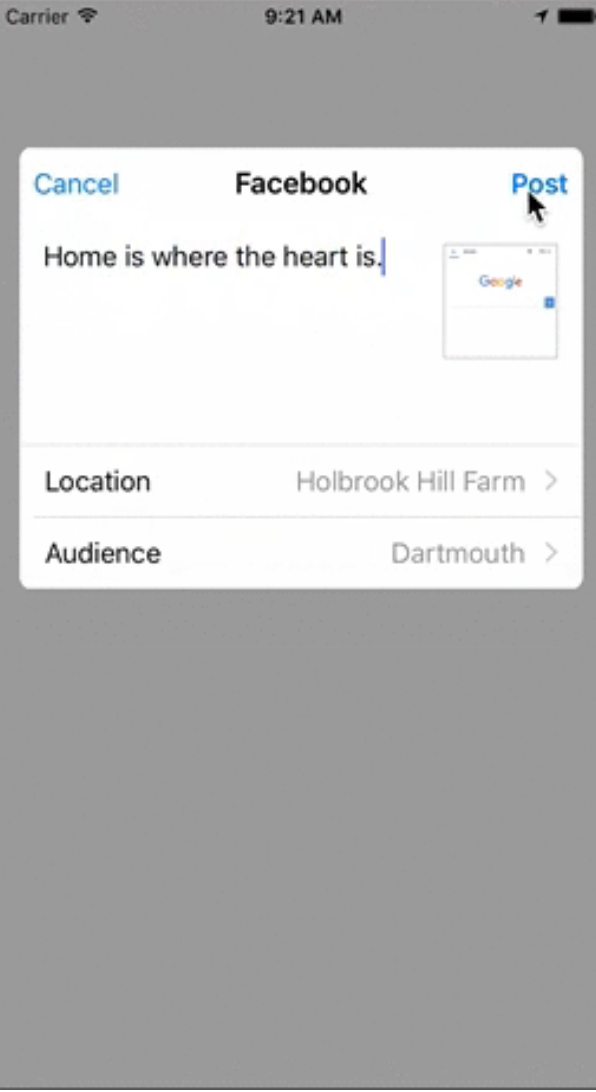 Carrier 9:21 AM
Cancel Facebook Post
Home is where the heart is.
Google
Location Holbrook Hill Farm
Audience Dartmouth